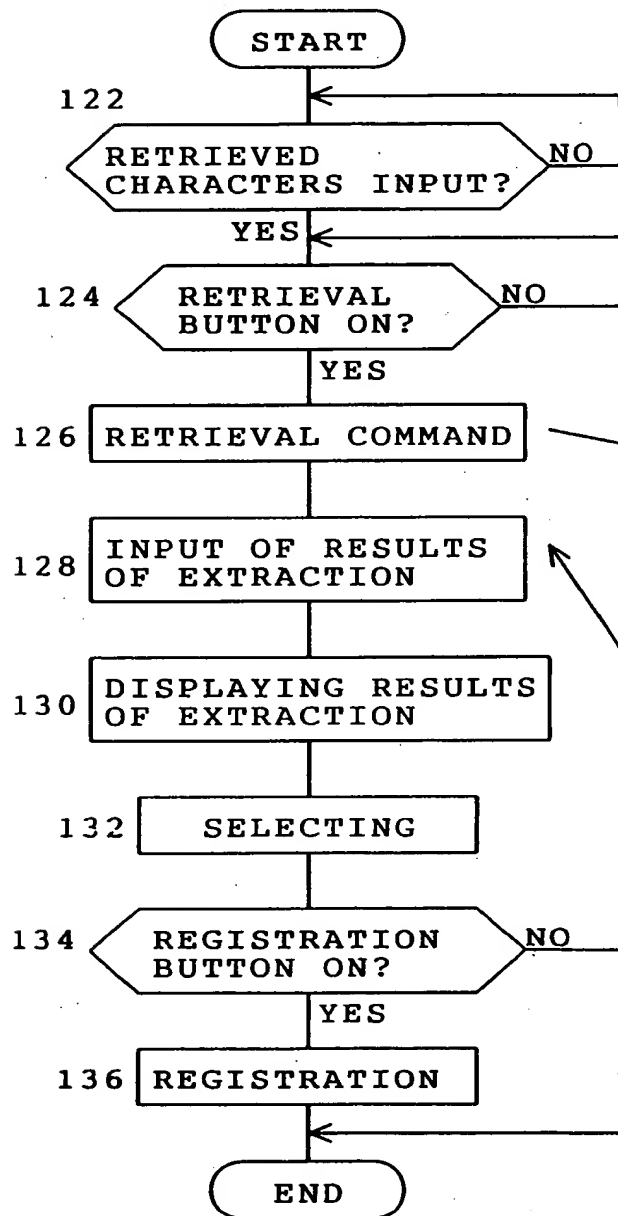 START
122
RETRIEVED
CHARACTERS INPUT?
NO
YES
124
RETRIEVAL
BUTTON ON?
NO
YES
126
RETRIEVAL COMMAND
128
INPUT OF RESULTS
OF EXTRACTION
130
DISPLAYING RESULTS
OF EXTRACTION
132
SELECTING
134
REGISTRATION
BUTTON ON?
NO
YES
136
REGISTRATION
END